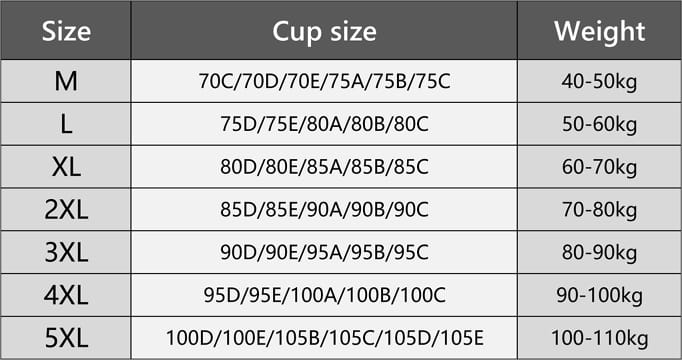 Size Cup size Weight
M 70C/70D/70E/75A/75B/75C 40-50kg
L 75D/75E/80A/80B/80C 50-60kg
XL 80D/80E/85A/85B/85C 60-70kg
2XL 85D/85E/90A/90B/90C 70-80kg
3XL 90D/90E/95A/95B/95C 80-90kg
4XL 95D/95E/100A/100B/100C 90-100kg
5XL 100D/100E/105B/105C/105D/105E 100-110kg